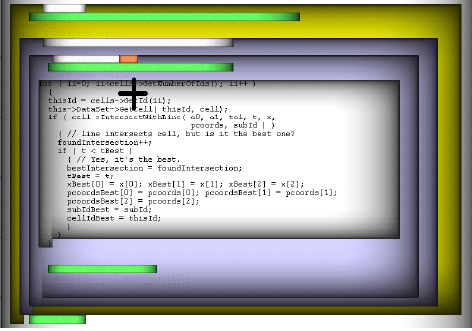 for ( ii=0; ii<cells->GetNumberOfIds(); ii++ )
{
thisId = cells->GetId(ii);
this->DataSet->GetCell( thisId, cell);
if ( cell->IntersectWithLine( a0, a1, tol, t, x,
pcoords, subId ) )
{ // line intersects cell, but is it the best one?
foundIntersection++;
if ( t < tBest )
{ // Yes, it's the best.
bestIntersection = foundIntersection;
tBest = t;
xBest[0] = x[0]; xBest[1] = x[1]; xBest[2] = x[2];
pcoordsBest[0] = pcoords[0]; pcoordsBest[1] = pcoords[1];
pcoordsBest[2] = pcoords[2];
subIdBest = subId;
cellIdBest = thisId;
}
}